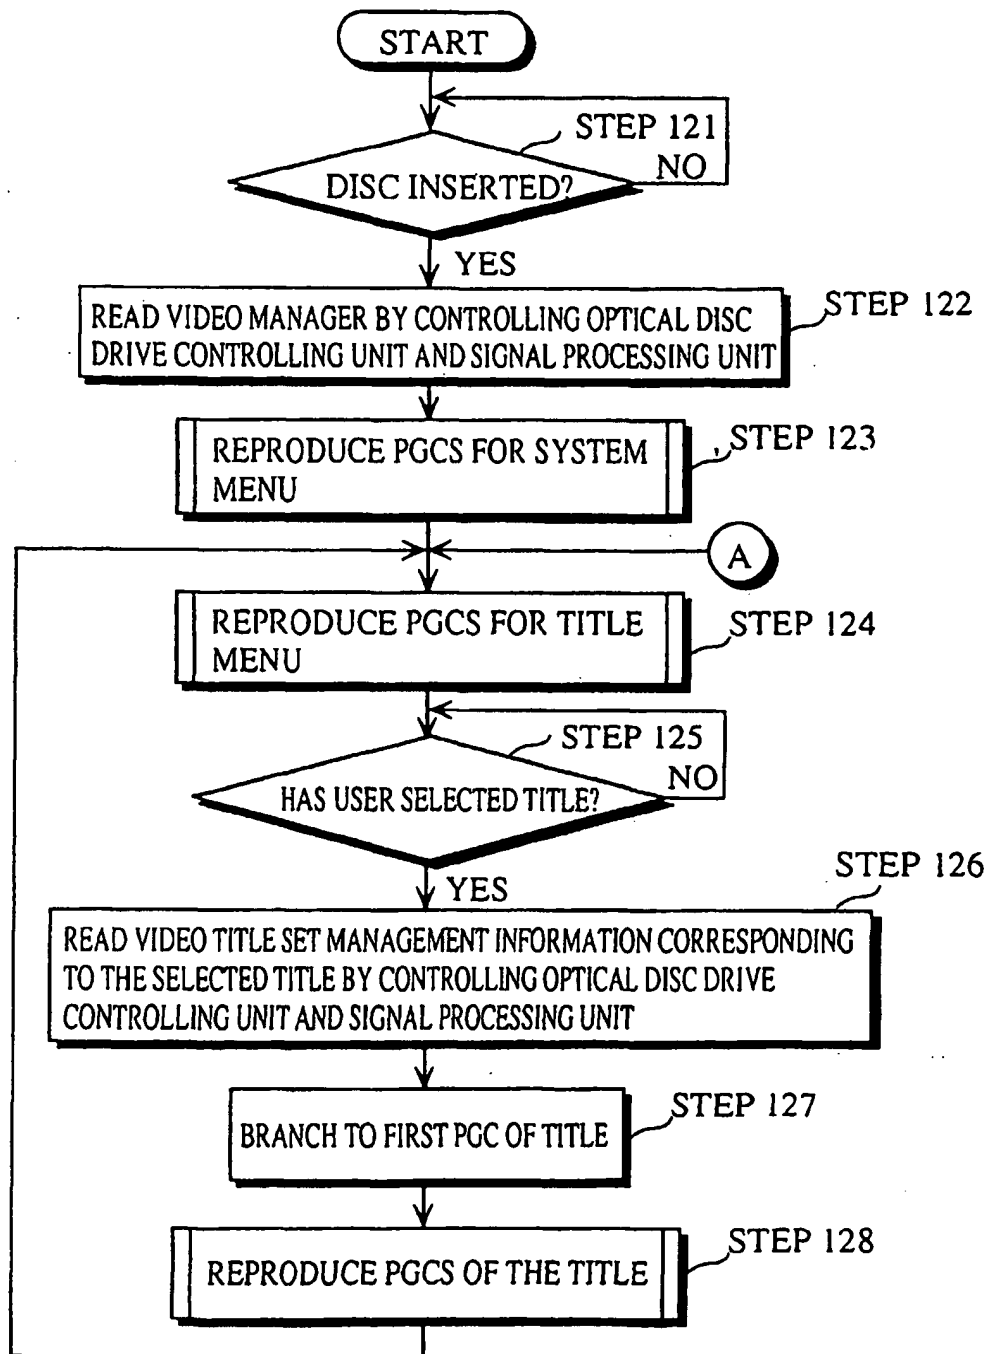 START
STEP 121
NO
DISC INSERTED?
YES
STEP 122
READ VIDEO MANAGER BY CONTROLLING OPTICAL DISC
DRIVE CONTROLLING UNIT AND SIGNAL PROCESSING UNIT
STEP 123
REPRODUCE PGCS FOR SYSTEM
MENU
A
REPRODUCE PGCS FOR TITLE
MENU
STEP 124
STEP 125
NO
HAS USER SELECTED TITLE?
YES
STEP 126
READ VIDEO TITLE SET MANAGEMENT INFORMATION CORRESPONDING
TO THE SELECTED TITLE BY CONTROLLING OPTICAL DISC DRIVE
CONTROLLING UNIT AND SIGNAL PROCESSING UNIT
STEP 127
BRANCH TO FIRST PGC OF TITLE
STEP 128
REPRODUCE PGCS OF THE TITLE